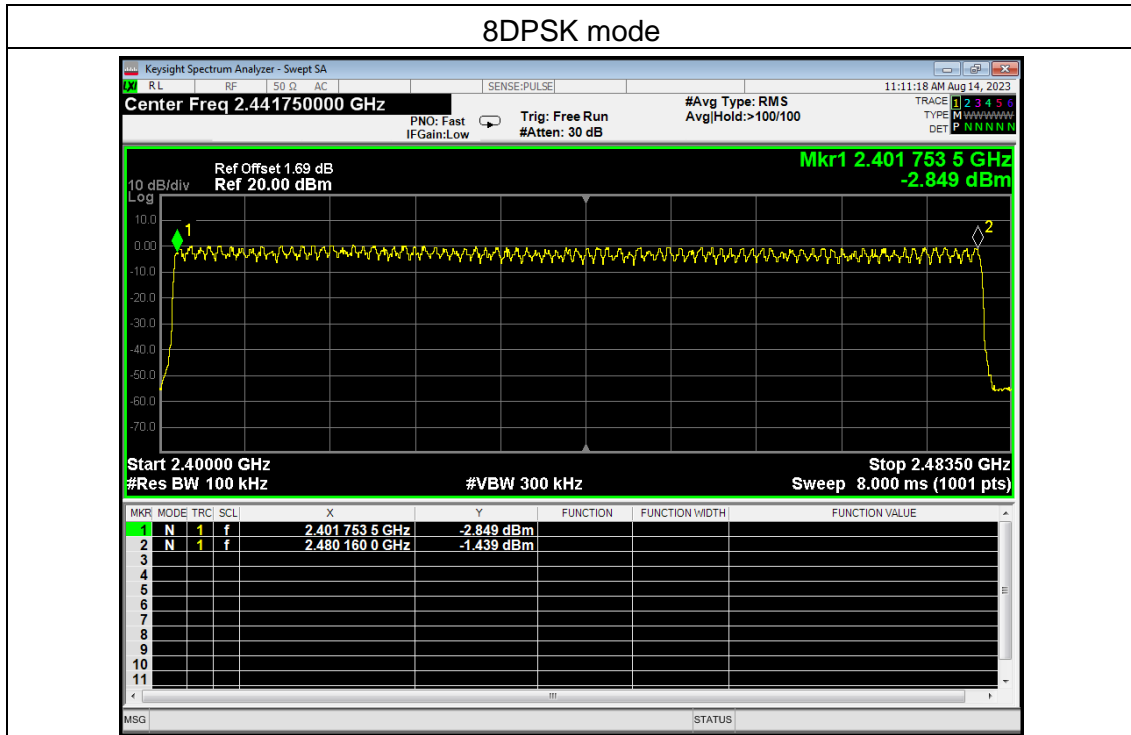 8DPSK mode
Keysight Spectrum Analyzer - Swept SA
LXI RL RF 50 Ω AC SENSE:PULSE 11:11:18 AM Aug 14, 2023
Center Freq 2.441750000 GHz #Avg Type: RMS TRACE 1 2 3 4 5 6
PNO: Fast Trig: Free Run Avg|Hold:>100/100 TYPE M WWWWW
IFGain:Low #Atten: 30 dB DET P N N N N N
Mkr1 2.401 753 5 GHz
Ref Offset 1.69 dB
10 dB/div Ref 20.00 dBm -2.849 dBm
Log
10.0
1 2
0.00
-10.0
-20.0
-30.0
-40.0
-50.0
-60.0
-70.0
Start 2.40000 GHz Stop 2.48350 GHz
#Res BW 100 kHz #VBW 300 kHz Sweep 8.000 ms (1001 pts)
MKR MODE TRC SCL X Y FUNCTION FUNCTION WIDTH FUNCTION VALUE
1 N 1 f 2.401 753 5 GHz -2.849 dBm
2 N 1 f 2.480 160 0 GHz -1.439 dBm
3
4
5
6
7
8
9
10
11
MSG STATUS